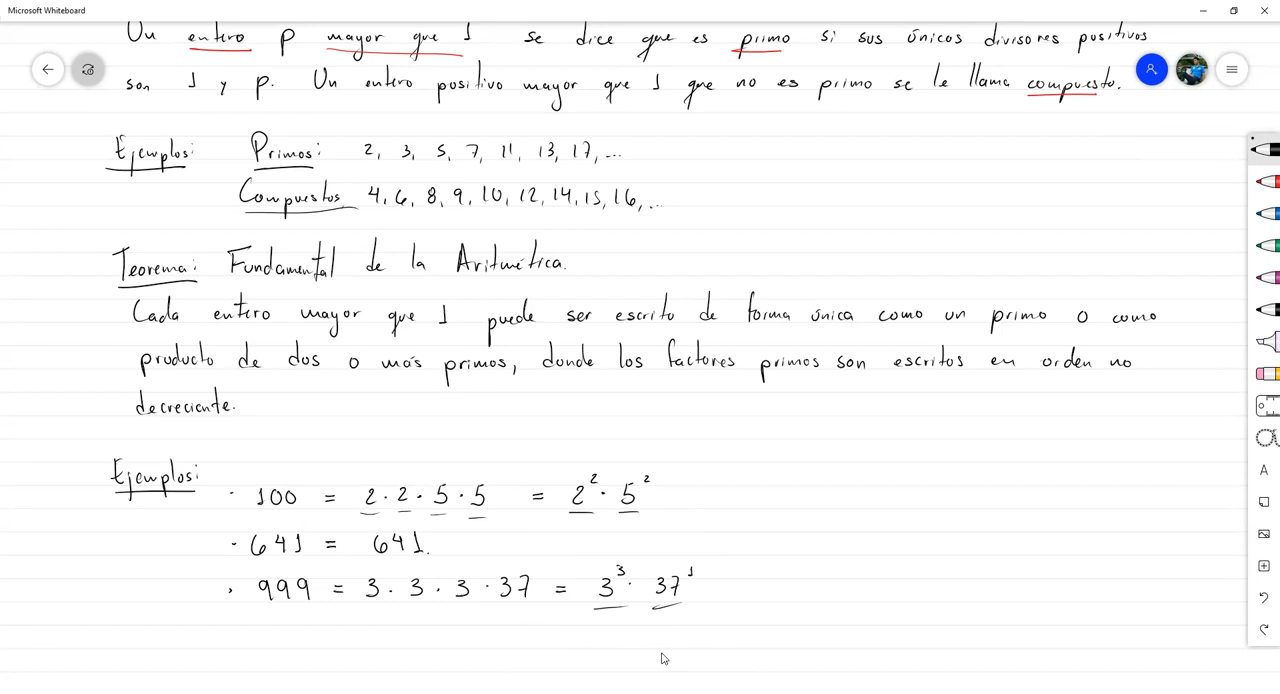 Microsoft Whiteboard
Un entero p mayor que 1 se dice que es primo si sus únicos divisores positivos
son 1 y p. Un entero positivo mayor que 1 que no es primo se le llama compuesto.
Ejemplos: Primos: 2, 3, 5, 7, 11, 13, 17, ...
Compuestos 4, 6, 8, 9, 10, 12, 14, 15, 16, ...
Teorema: Fundamental de la Aritmética.
Cada entero mayor que 1 puede ser escrito de forma única como un primo o como
producto de dos o más primos, donde los factores primos son escritos en orden no
decreciente.
Ejemplos:
· 100 = 2 · 2 · 5 · 5 = 2² · 5²
· 641 = 641.
· 999 = 3 · 3 · 3 · 37 = 3³ · 37¹
A